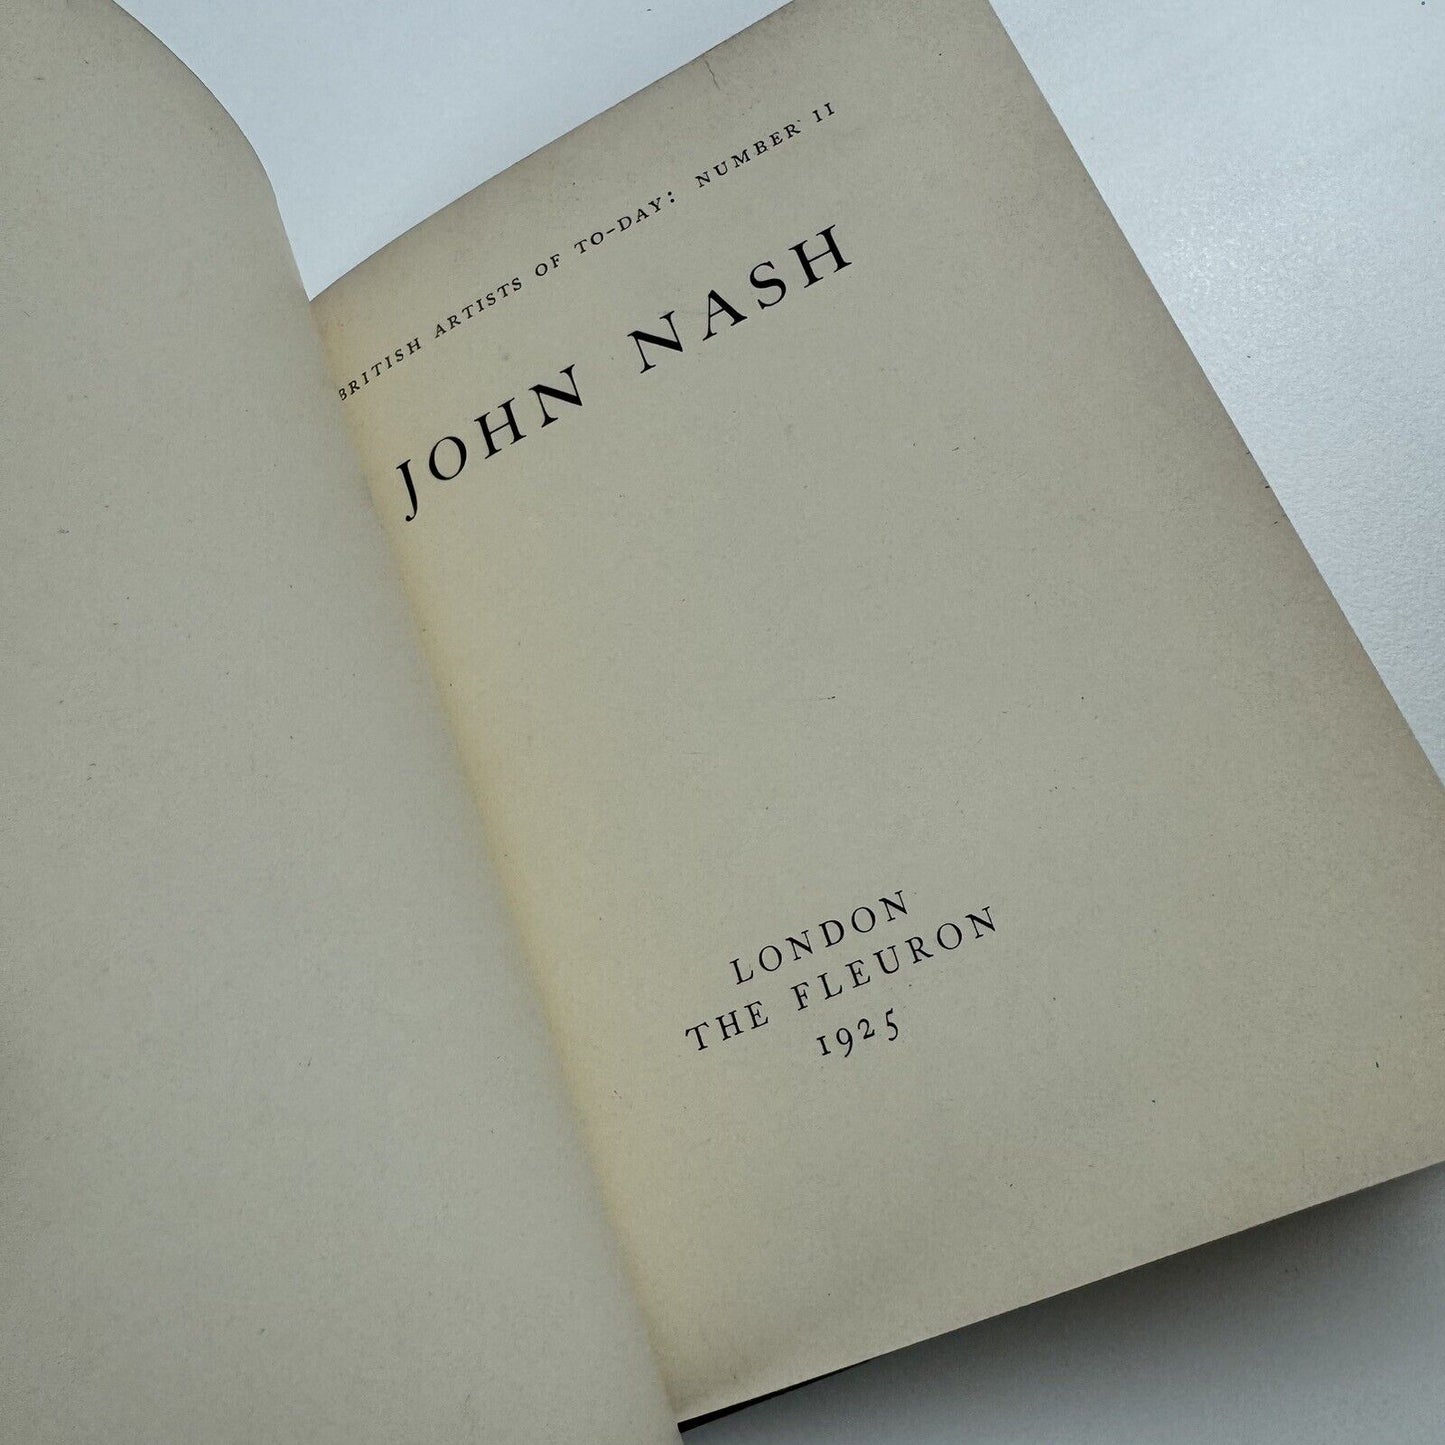 BRITISH ARTISTS OF TO-DAY: NUMBER II
JOHN NASH
LONDON
THE FLEURON
1925